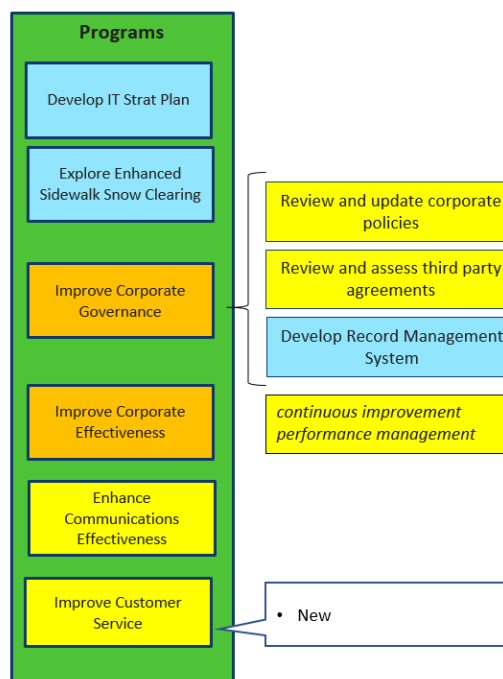 Programs
Develop IT Strat Plan
Explore Enhanced
Sidewalk Snow Clearing
Improve Corporate
Governance
Review and update corporate
policies
Review and assess third party
agreements
Develop Record Management
System
Improve Corporate
Effectiveness
continuous improvement
performance management
Enhance
Communications
Effectiveness
Improve Customer
Service
• New